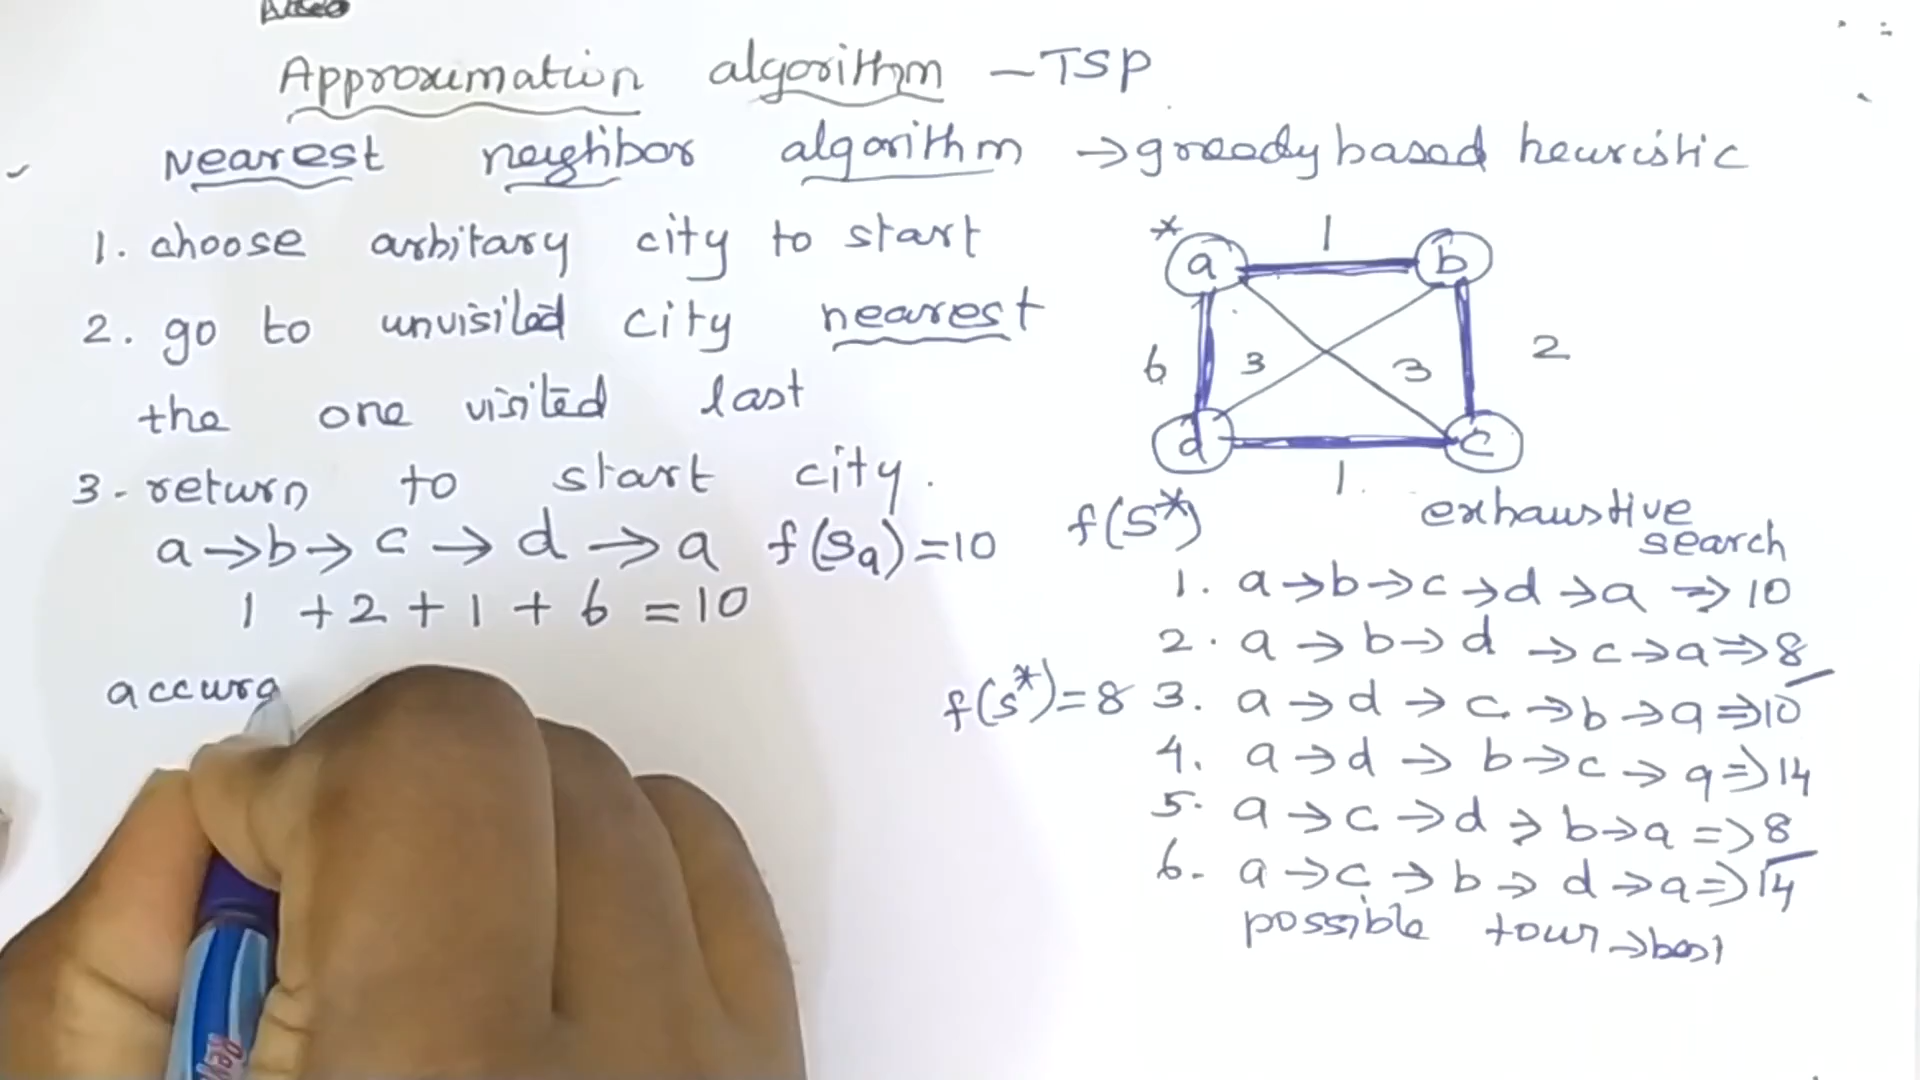 Approximation algorithm – TSP
Nearest neighbor algorithm → greedy based heuristic
1. choose arbitary city to start
2. go to unvisited city nearest
the one visited last
3 - return to start city.
a → b → c → d → a f(Sa) = 10
1 + 2 + 1 + 6 = 10
accura
*
a 1 b
6 3 3 2
d 1 c
f(S*) exhaustive
search
1. a → b → c → d → a ⇒ 10
2. a → b → d → c → a ⇒ 8
f(s*) = 8 3. a → d → c → b → a ⇒ 10
4. a → d → b → c → a ⇒ 14
5. a → c → d → b → a ⇒ 8
6. a → c → b → d → a ⇒ 14
possible tour → best